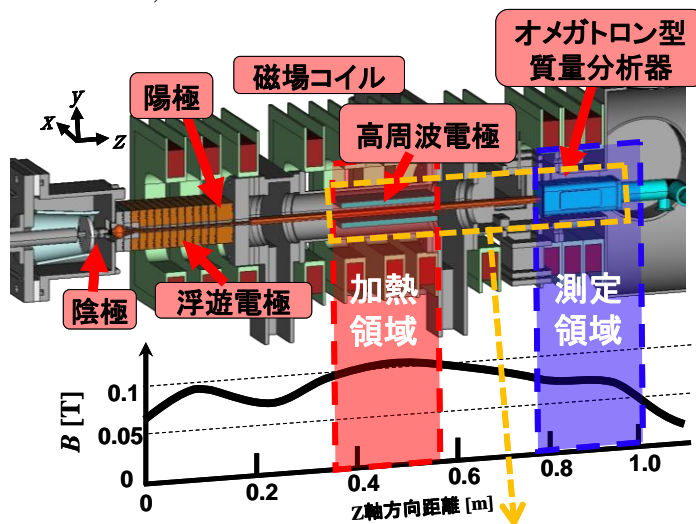 オメガトロン型
質量分析器
磁場コイル
陽極
高周波電極
y
x
z
陰極
浮遊電極
加熱
領域
測定
領域
B [T]
0.1
0.05
0
0.2
0.4
0.6
0.8
1.0
Z軸方向距離 [m]